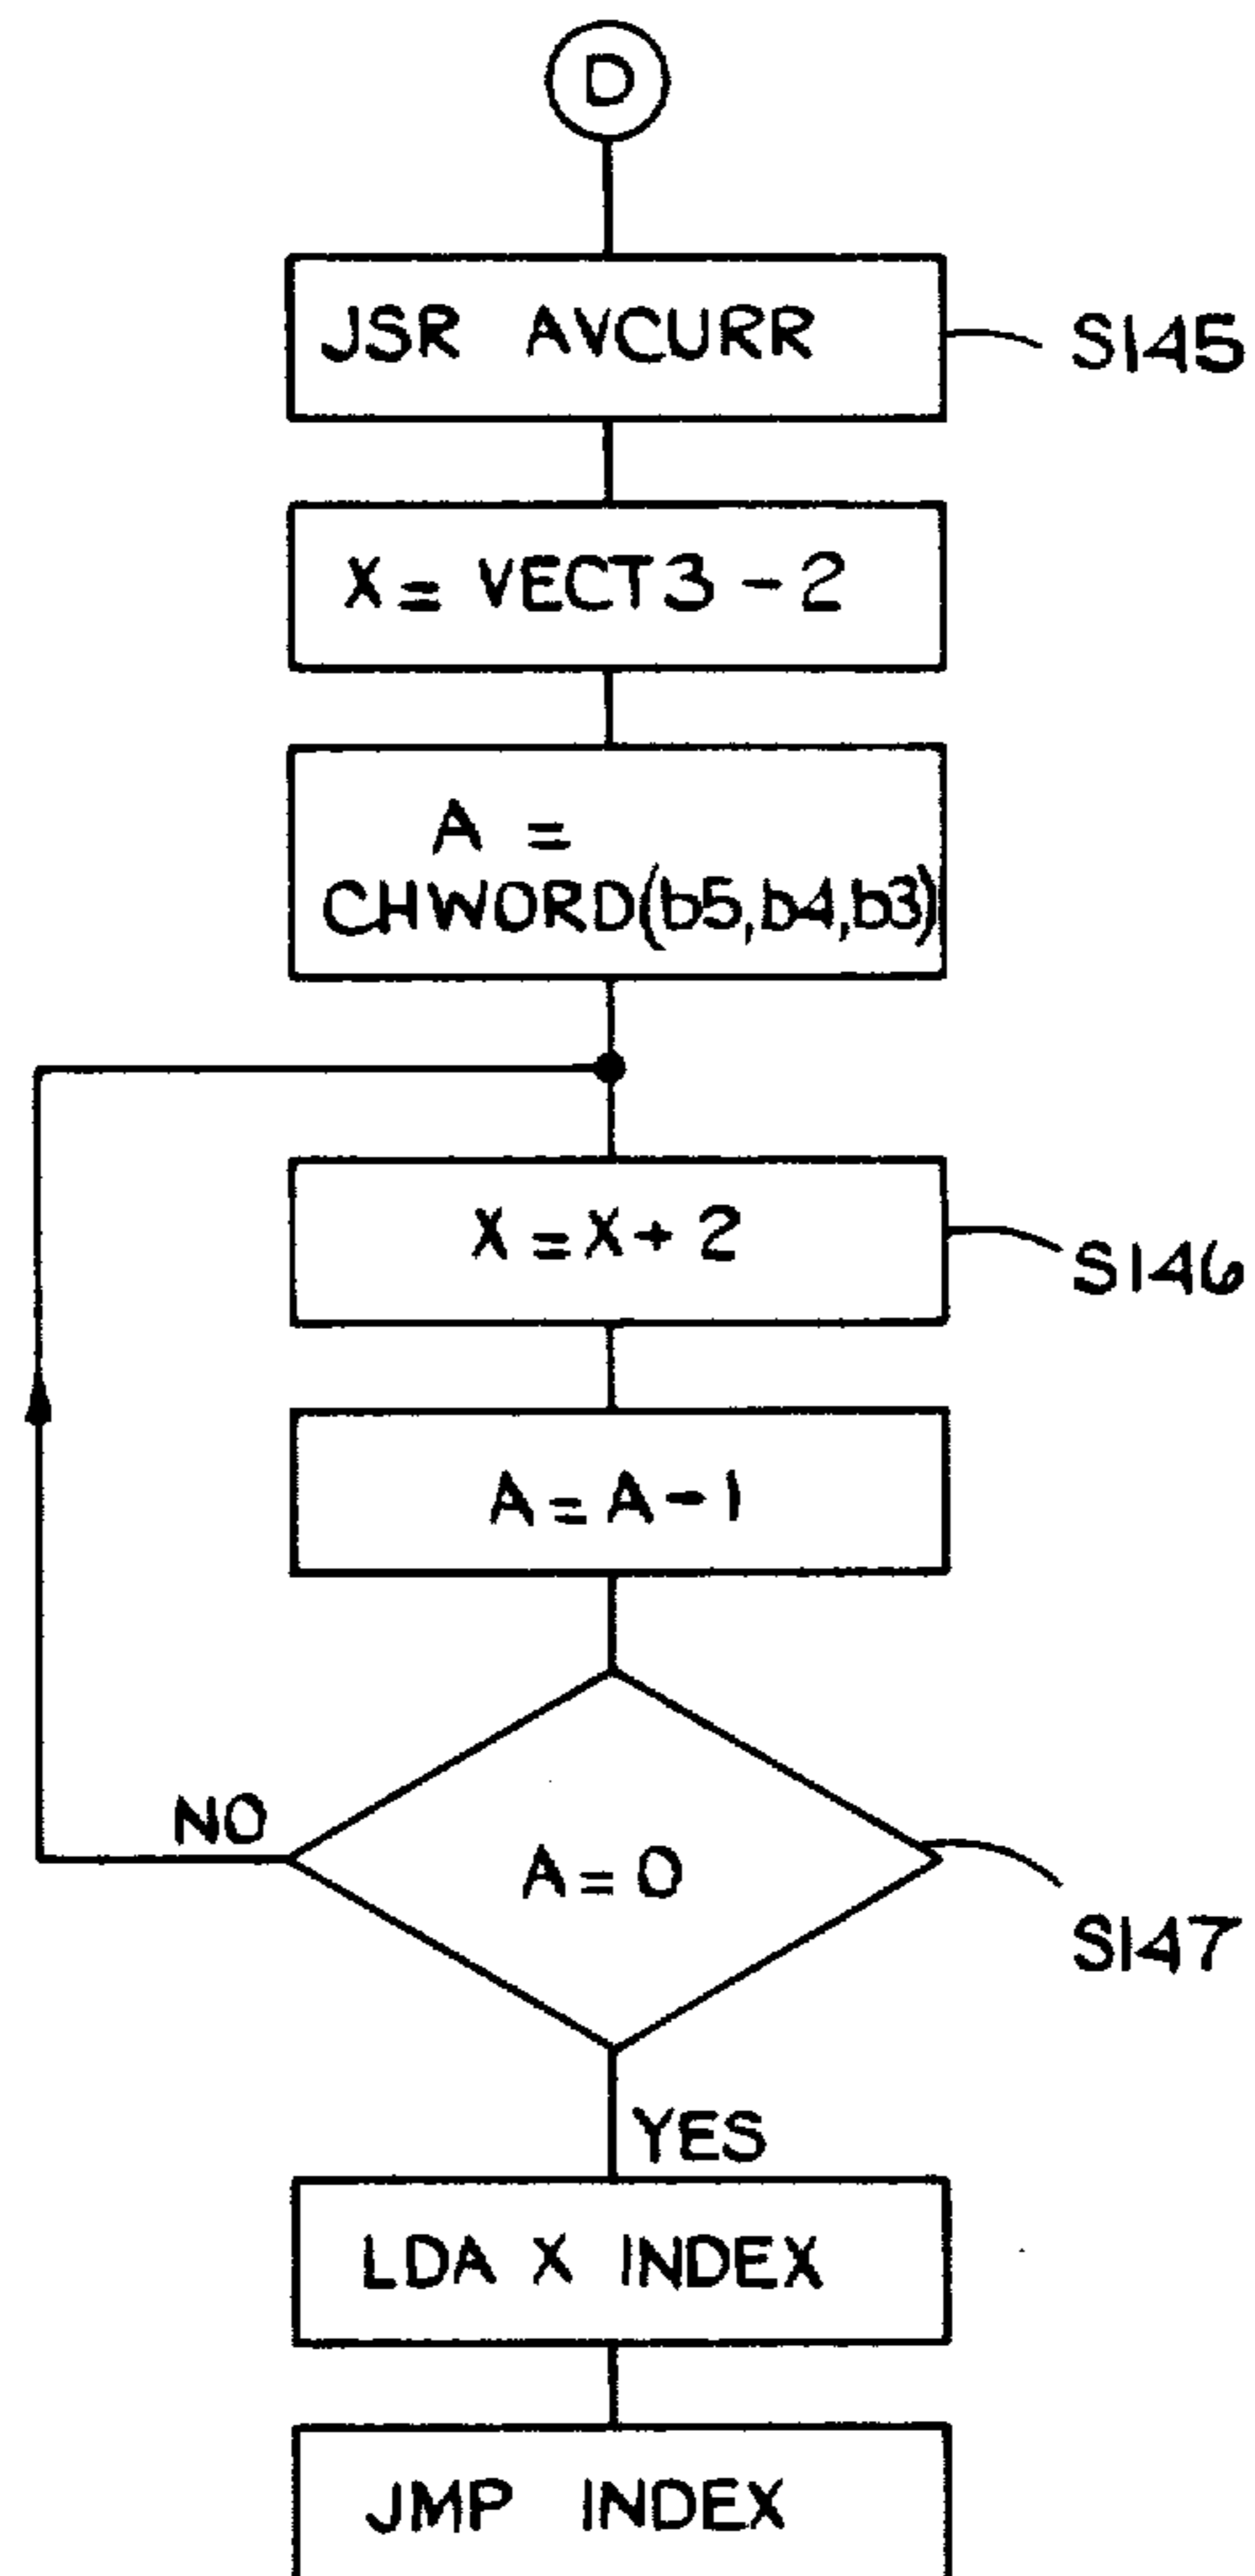 D
JSR AVCURR
S145
X = VECT3 - 2
A =
CHWORD(b5,b4,b3)
X = X + 2
S146
A = A - 1
NO
A = 0
S147
YES
LDA X INDEX
JMP INDEX